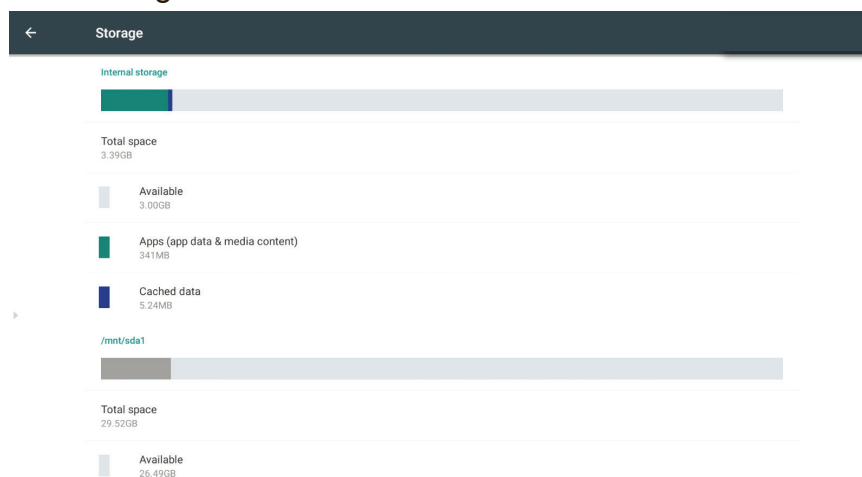 Storage
Internal storage
Total space
3.39GB
Available
3.00GB
Apps (app data & media content)
341MB
Cached data
5.24MB
/mnt/sda1
Total space
29.52GB
Available
26.49GB